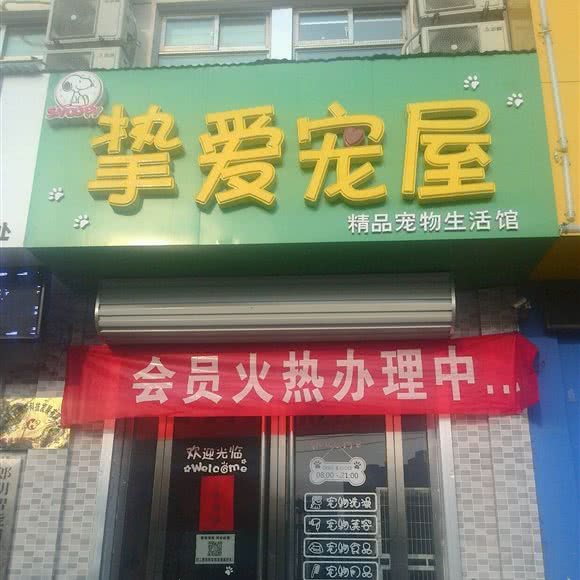 SNOOPY
挚爱宠屋
精品宠物生活馆
处
会员火热办理中...
欢迎光临
Welcome
08:00-21:00
宠物洗澡
宠物美容
宠物食品
宠物用品